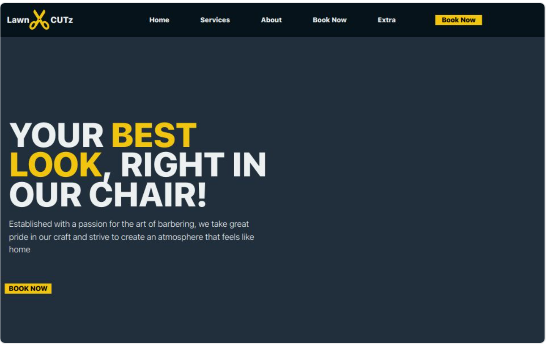 Lawn CUTz Home Services About Book Now Extra Book Now
YOUR BEST
LOOK, RIGHT IN
OUR CHAIR!
Established with a passion for the art of barbering, we take great
pride in our craft and strive to create an atmosphere that feels like
home
BOOK NOW